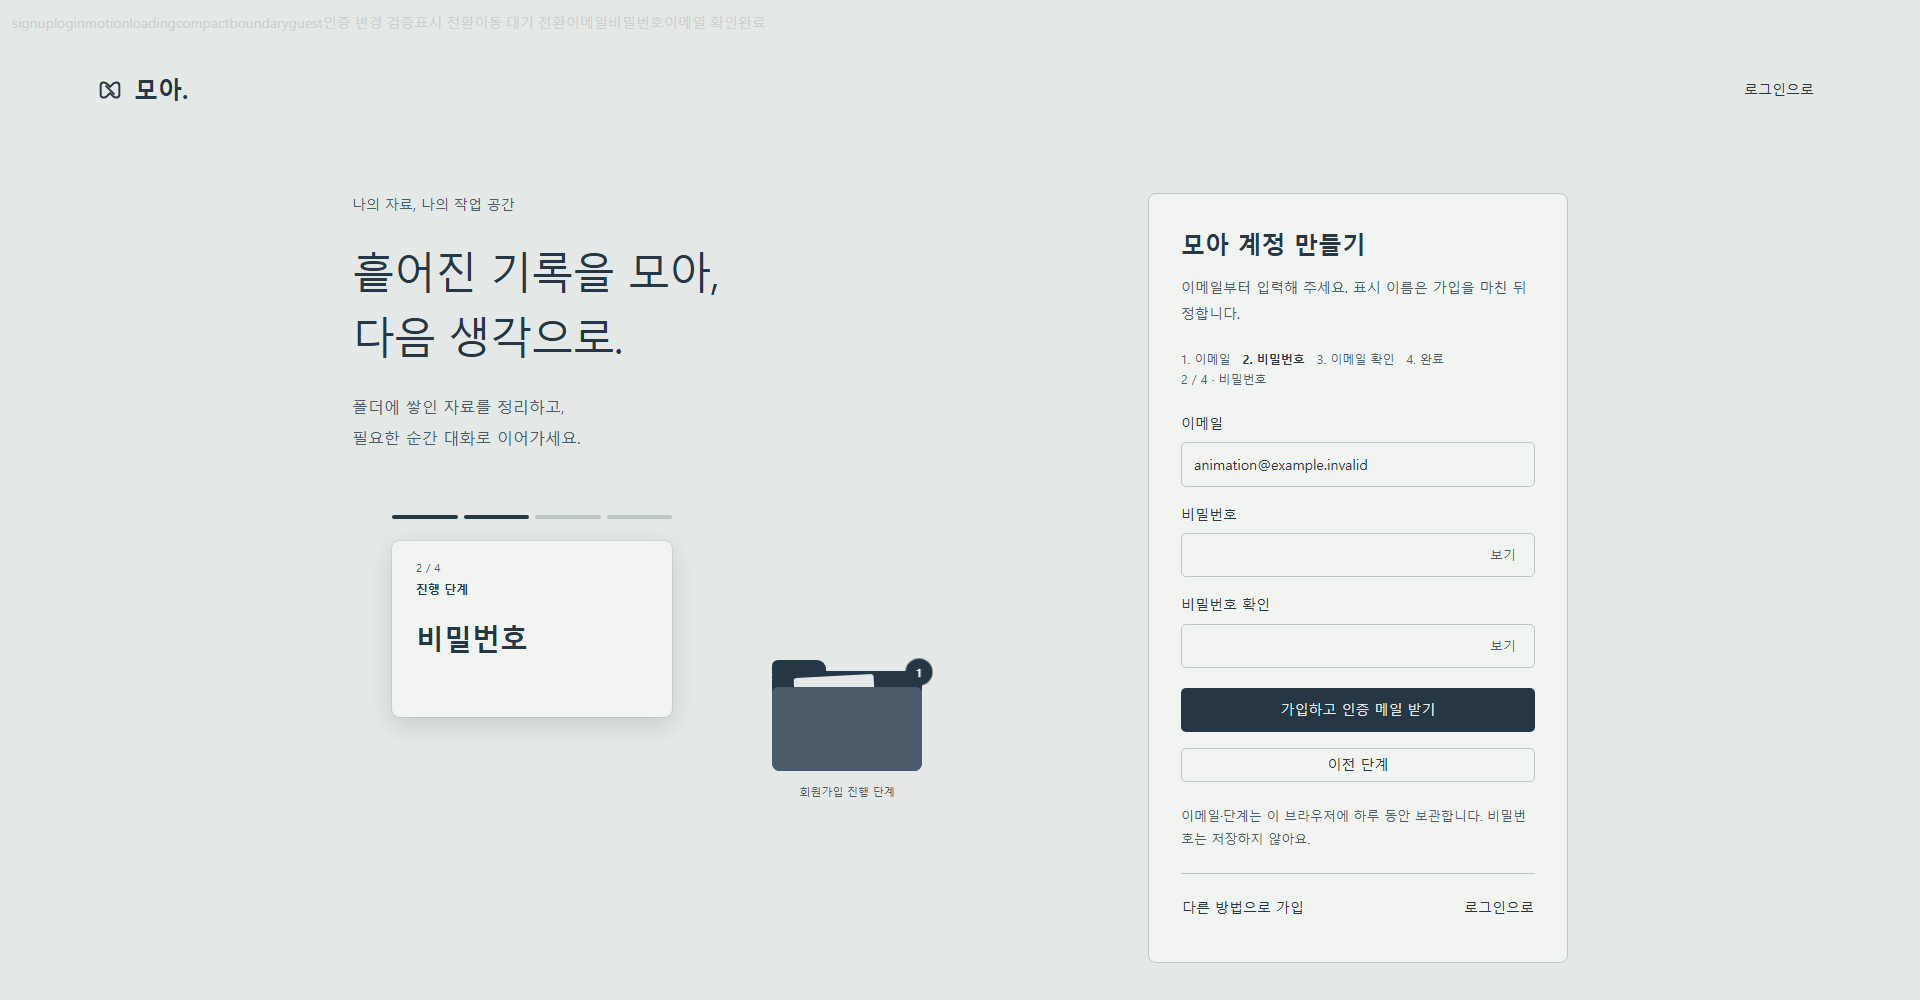 signuploginmotionloadingcompactboundaryguest인증 변경 검증표시 전환이동 대기 전환이메일비밀번호이메일 확인완료
모아.
로그인으로
나의 자료, 나의 작업 공간
흩어진 기록을 모아,
다음 생각으로.
폴더에 쌓인 자료를 정리하고,
필요한 순간 대화로 이어가세요.
2 / 4
진행 단계
비밀번호
1
회원가입 진행 단계
모아 계정 만들기
이메일부터 입력해 주세요. 표시 이름은 가입을 마친 뒤
정합니다.
1. 이메일 2. 비밀번호 3. 이메일 확인 4. 완료
2 / 4 · 비밀번호
이메일
animation@example.invalid
비밀번호
보기
비밀번호 확인
보기
가입하고 인증 메일 받기
이전 단계
이메일·단계는 이 브라우저에 하루 동안 보관합니다. 비밀번
호는 저장하지 않아요.
다른 방법으로 가입
로그인으로